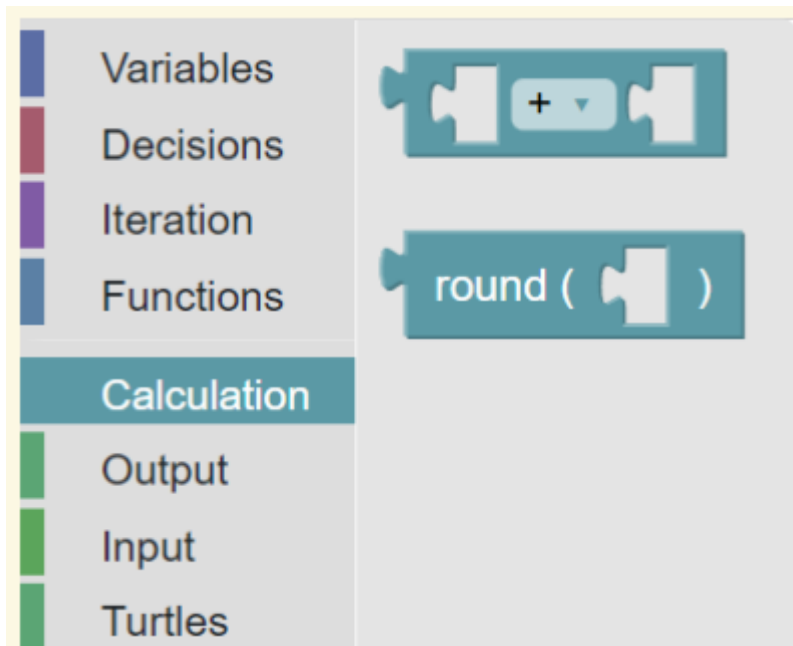 Variables
Decisions
Iteration
Functions
Calculation
Output
Input
Turtles
+ ▼
round ( )